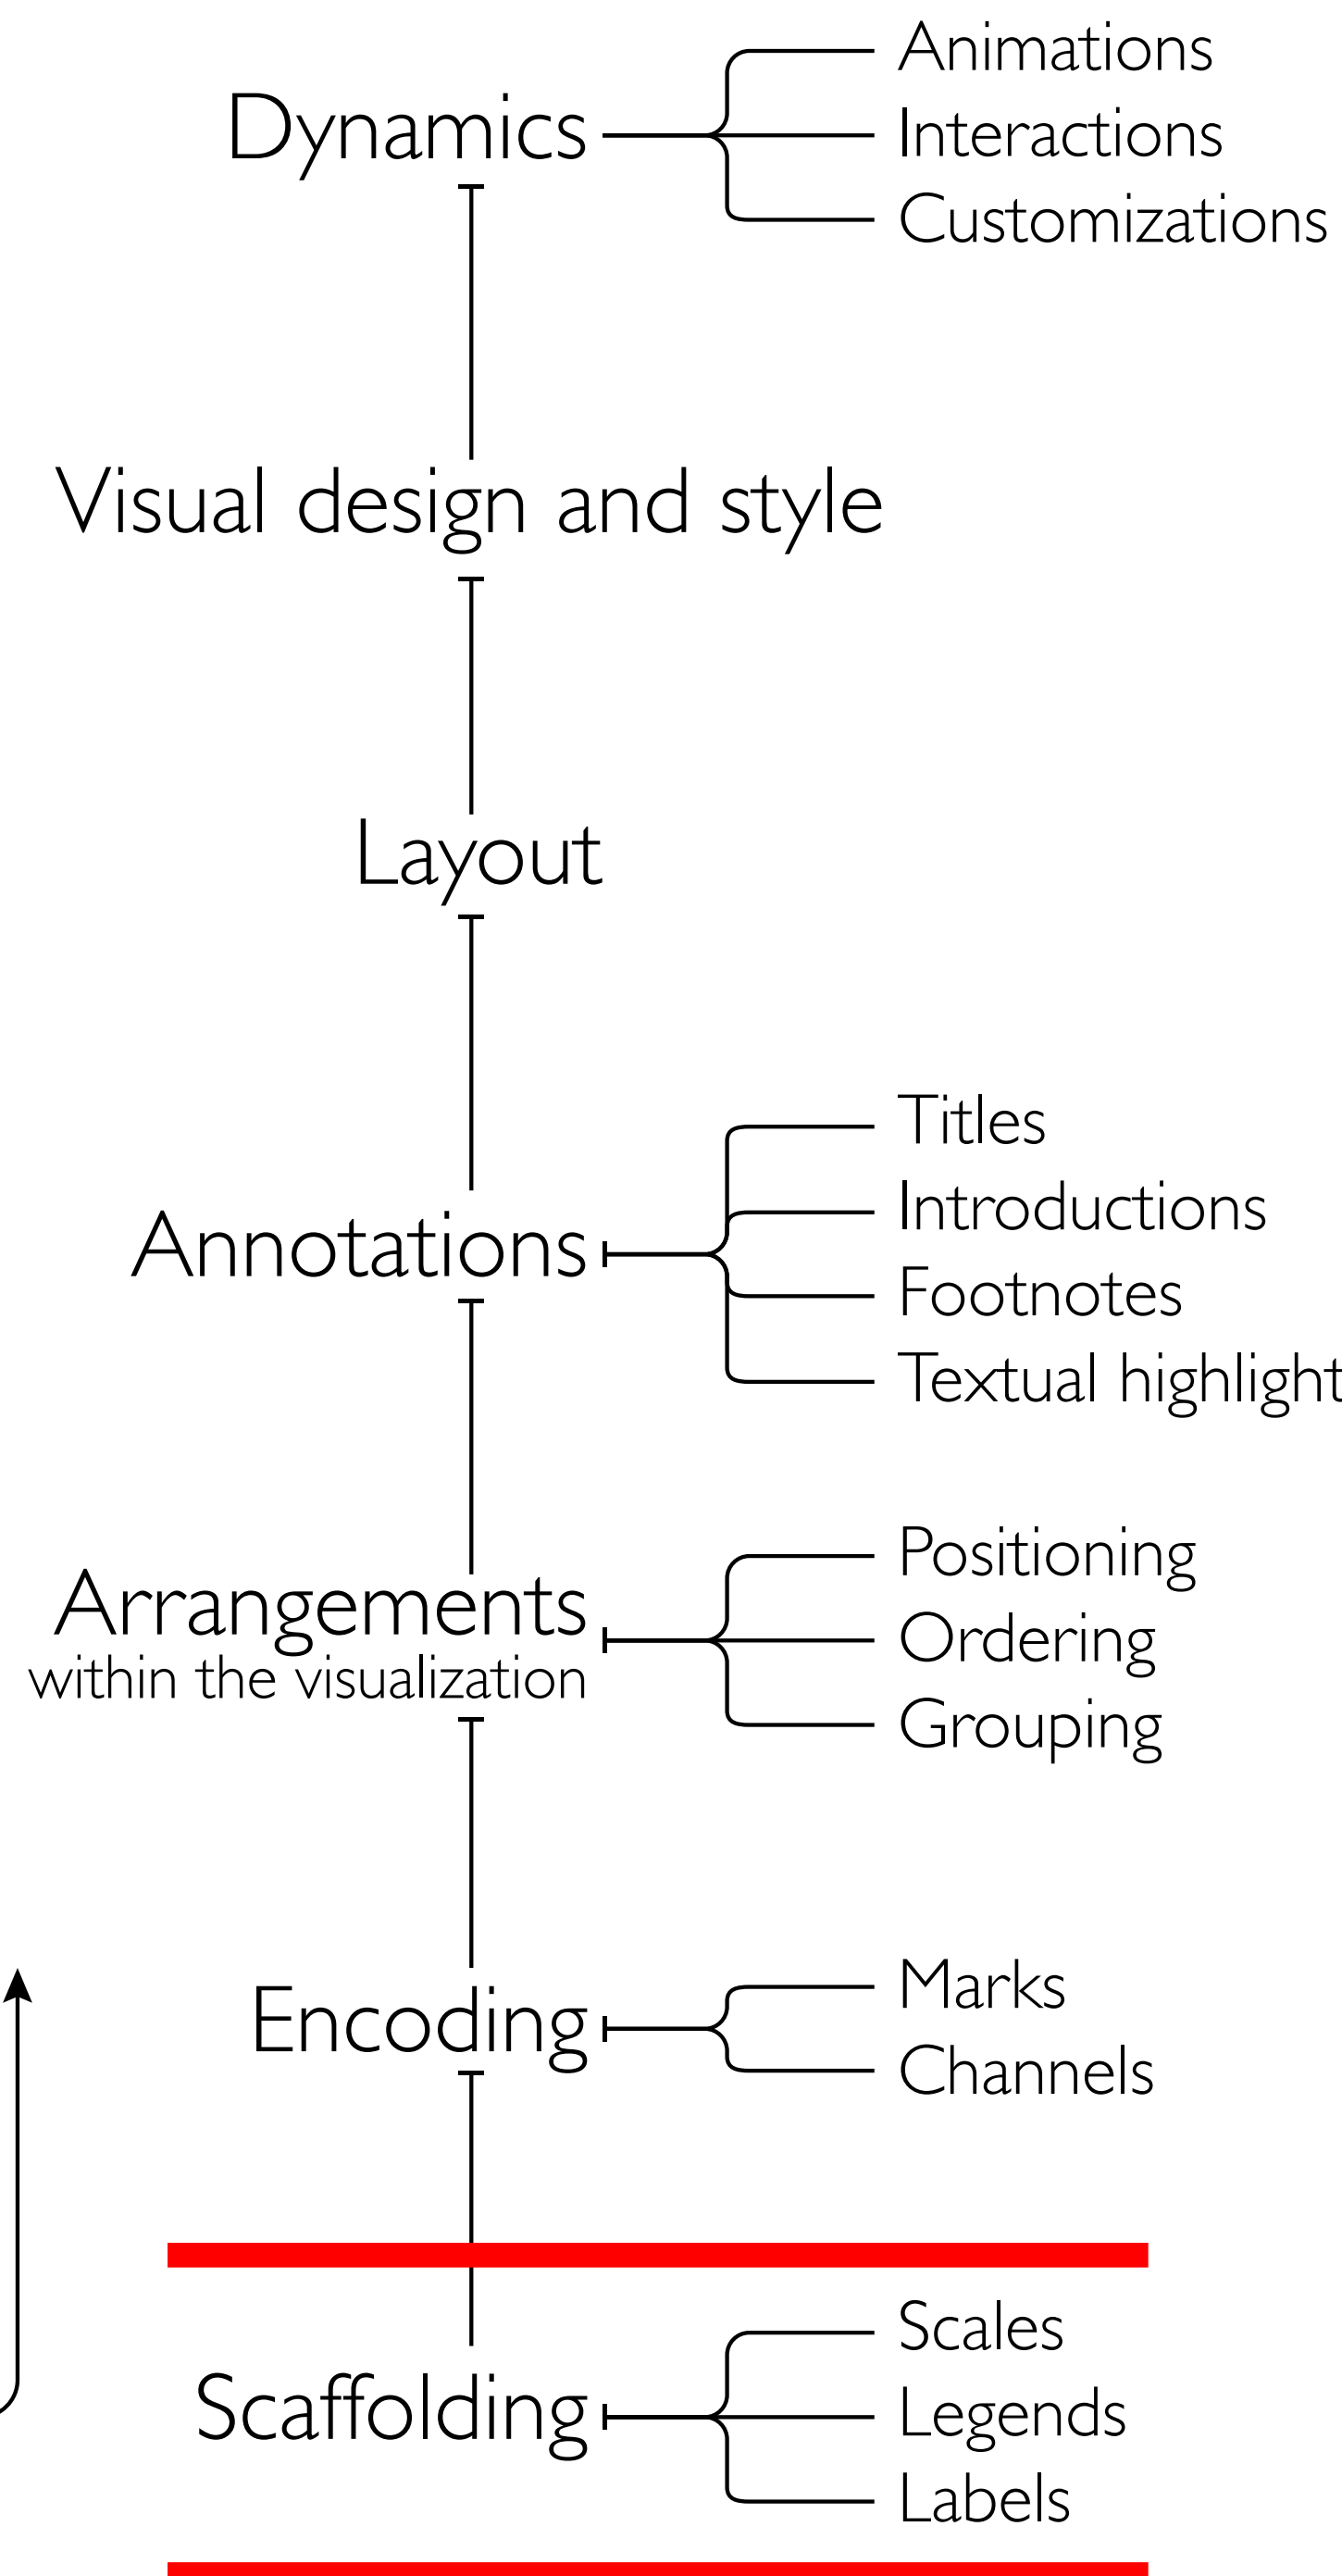 Dynamics
Animations
Interactions
Customizations
Visual design and style
Layout
Annotations
Titles
Introductions
Footnotes
Textual highlight
Arrangements
within the visualization
Positioning
Ordering
Grouping
Encoding
Marks
Channels
Scaffolding
Scales
Legends
Labels